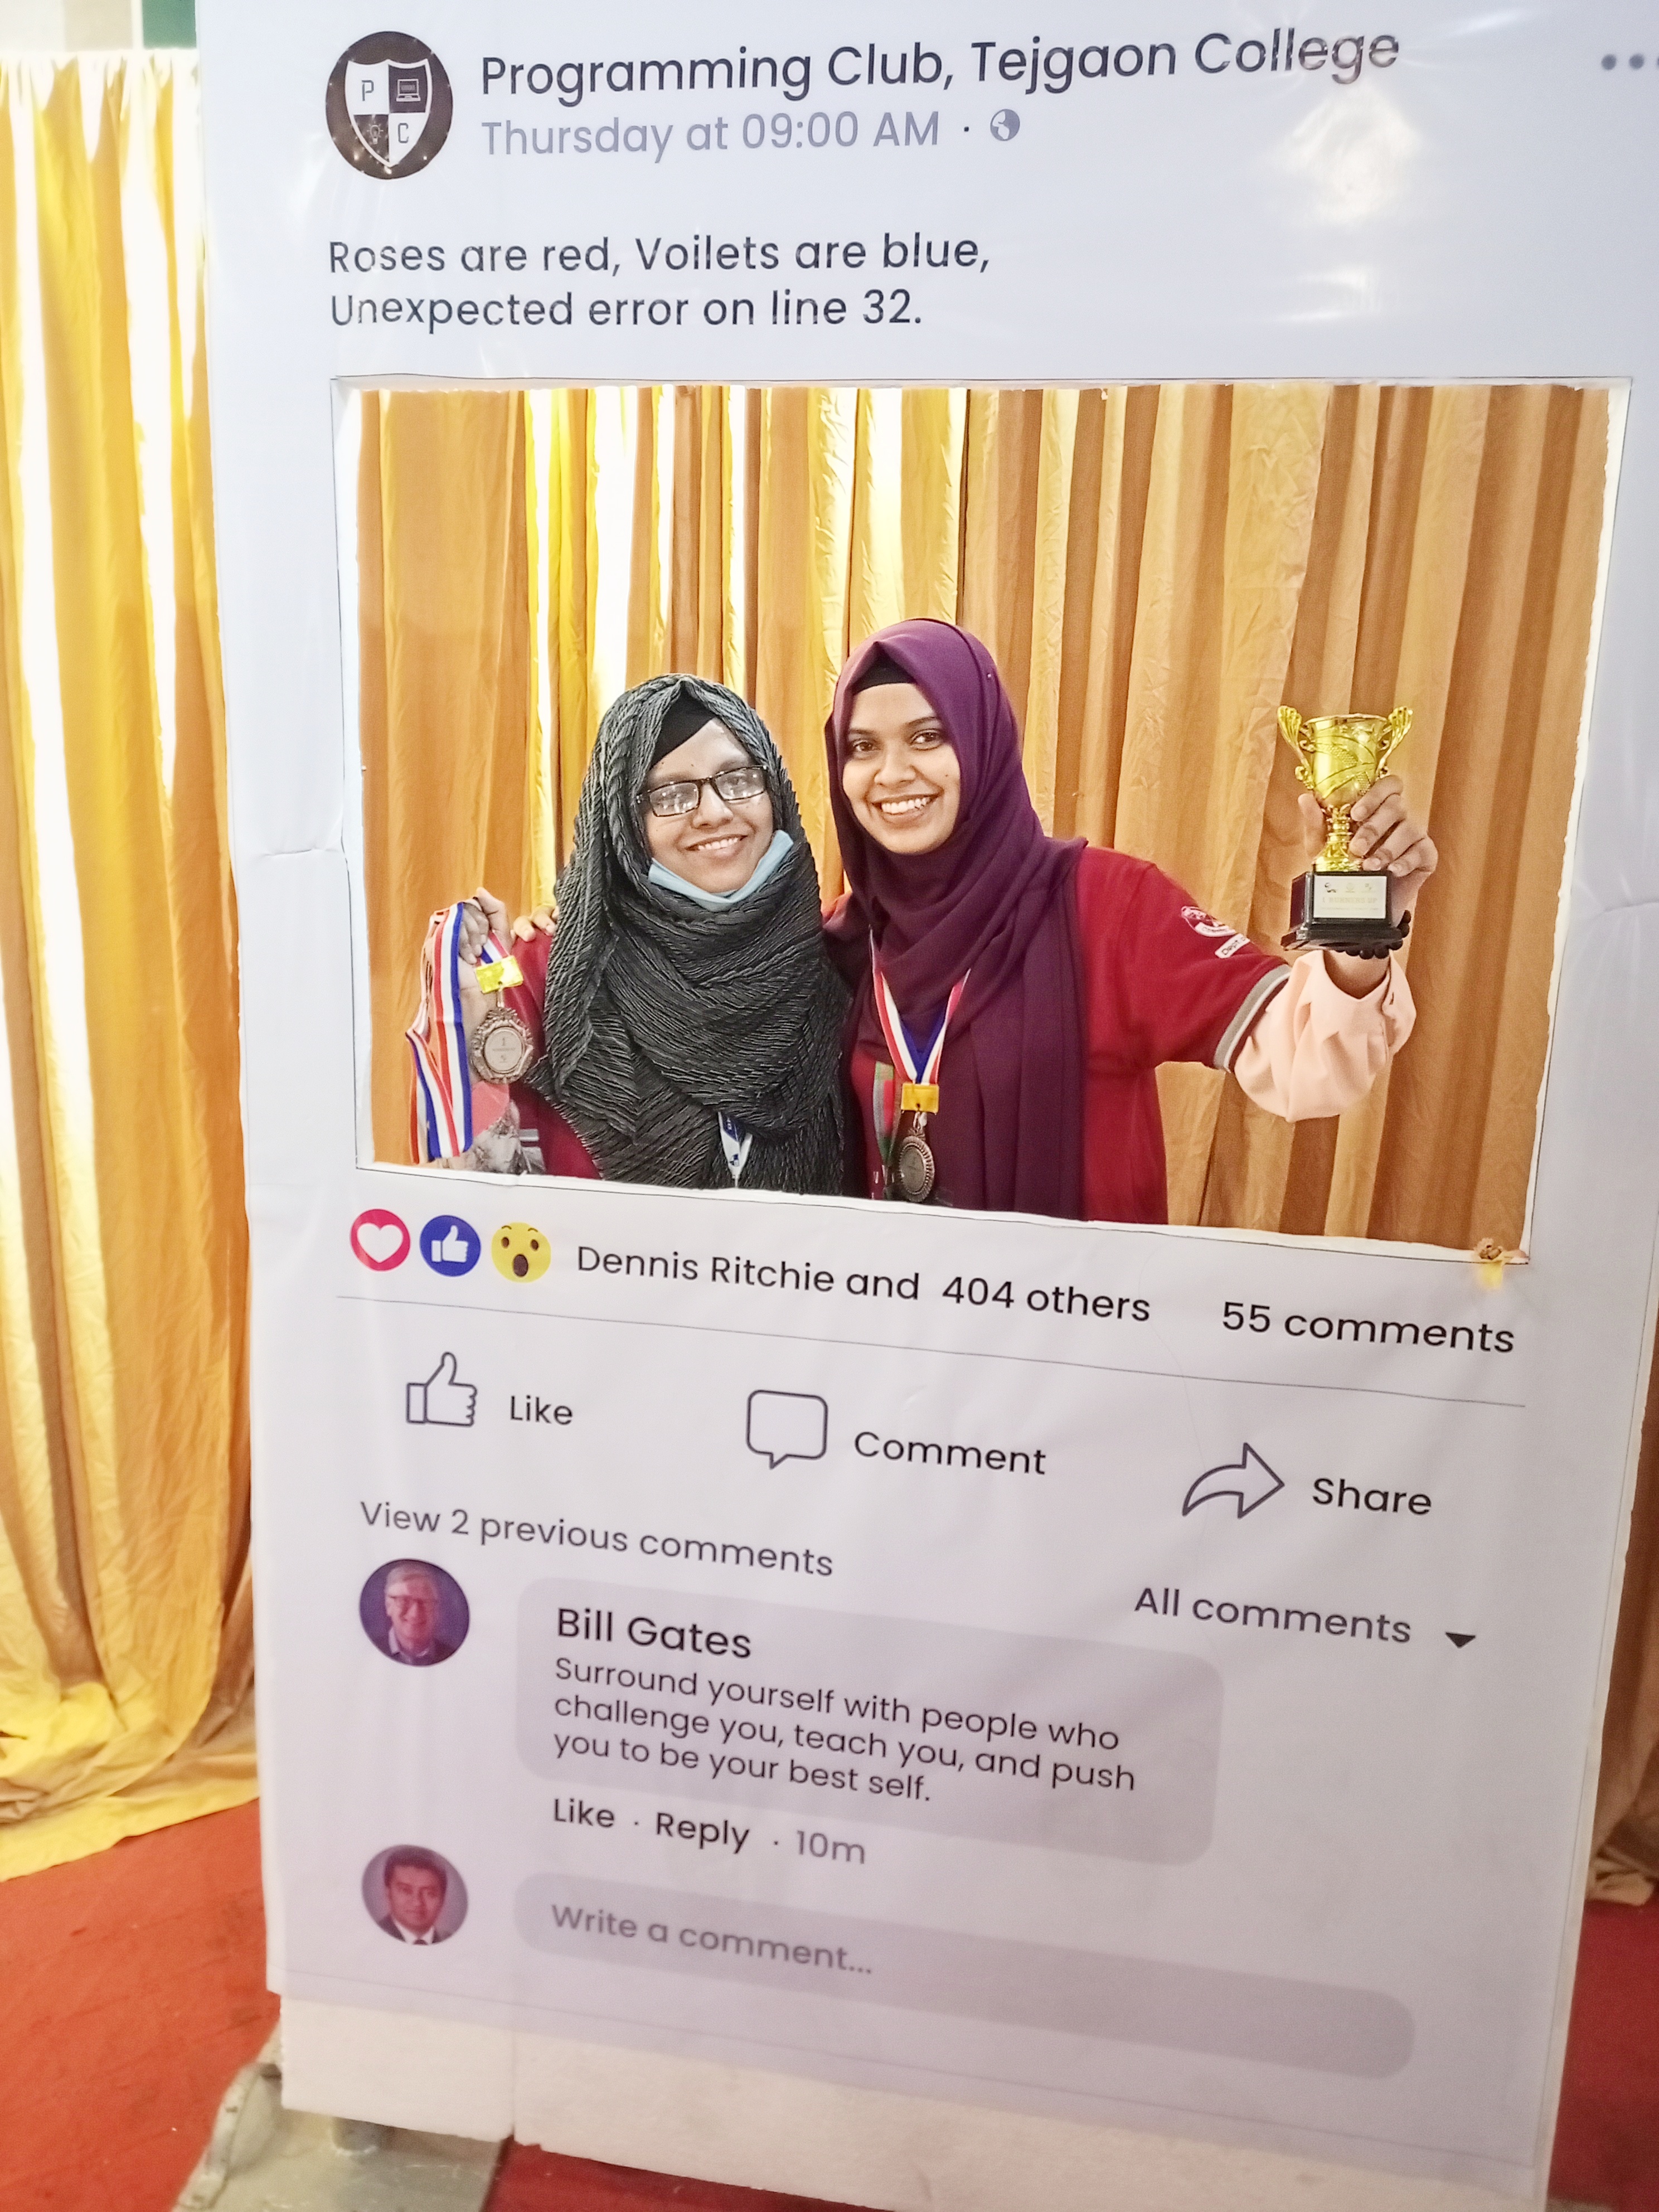 P
C
Programming Club, Tejgaon College
Thursday at 09:00 AM ·
Roses are red, Voilets are blue,
Unexpected error on line 32.
Dennis Ritchie and 404 others 55 comments
Like Comment Share
View 2 previous comments
All comments
Bill Gates
Surround yourself with people who
challenge you, teach you, and push
you to be your best self.
Like · Reply · 10m
Write a comment...